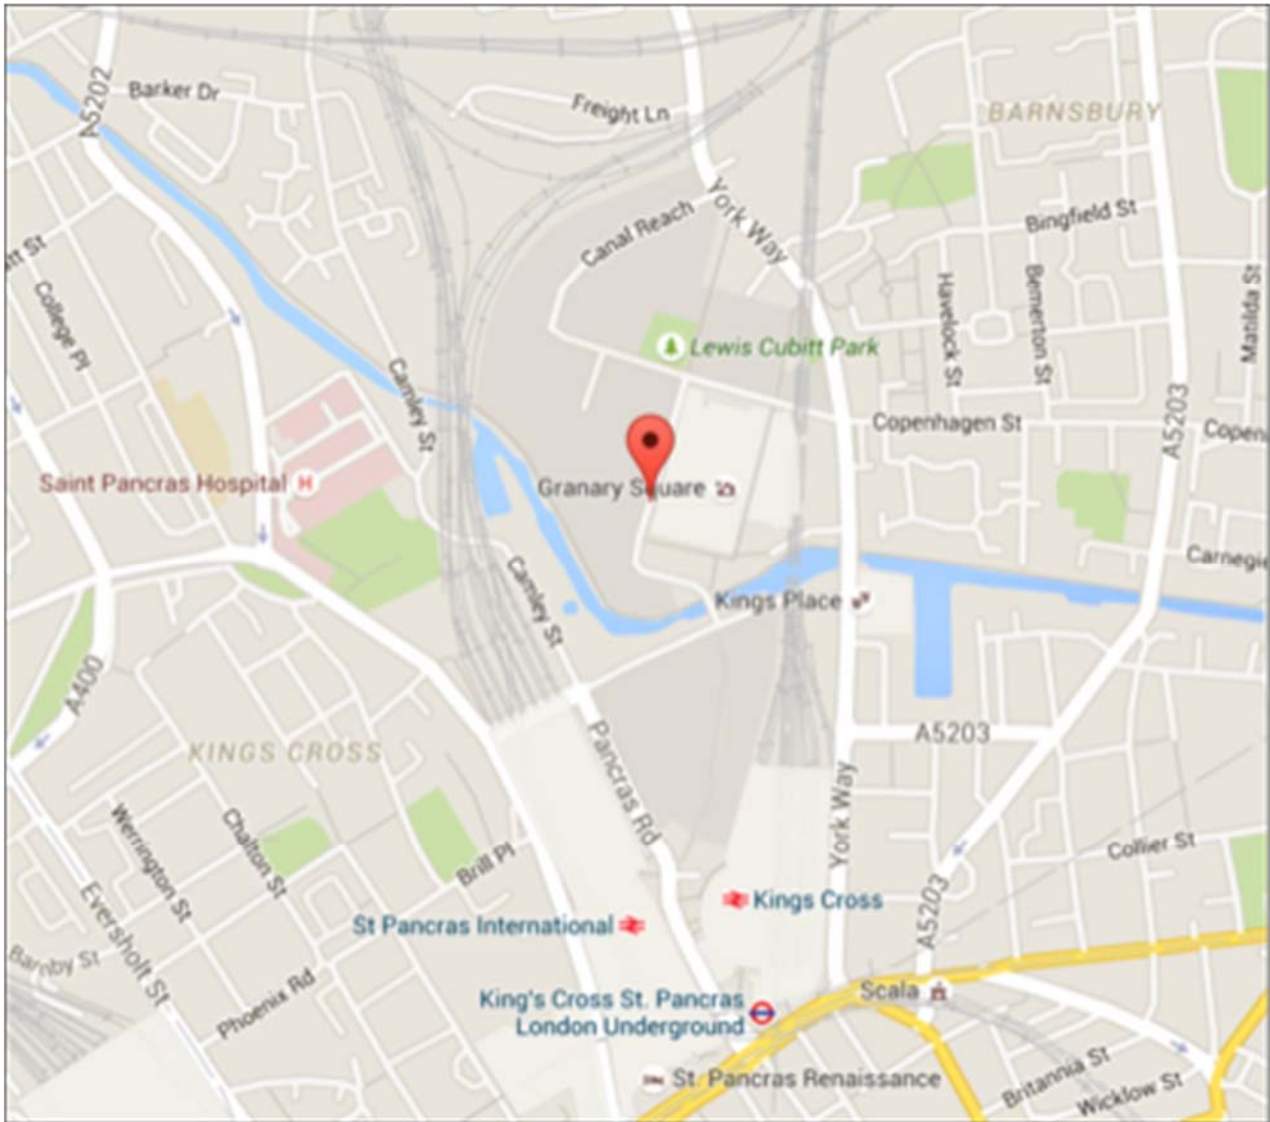 A5202
Barker Dr
Freight Ln
BARNSBURY
York Way
Canal Reach
Bingfield St
tt St
College Pl
Havelock St
Bemerton St
Matilda St
Lewis Cubitt Park
Camley St
A5203
Copenhagen St
Copen
Saint Pancras Hospital H
Granary Square
Carnegie
Camley St
Kings Place
A400
KINGS CROSS
Pancras Rd
A5203
York Way
Werrington St
Chalton St
Brill Pl
Collier St
Eversholt St
Kings Cross
St Pancras International
A5203
Barnby St
Phoenix Rd
King's Cross St. Pancras
London Underground
Scala
St. Pancras Renaissance
Britannia St
Wicklow St